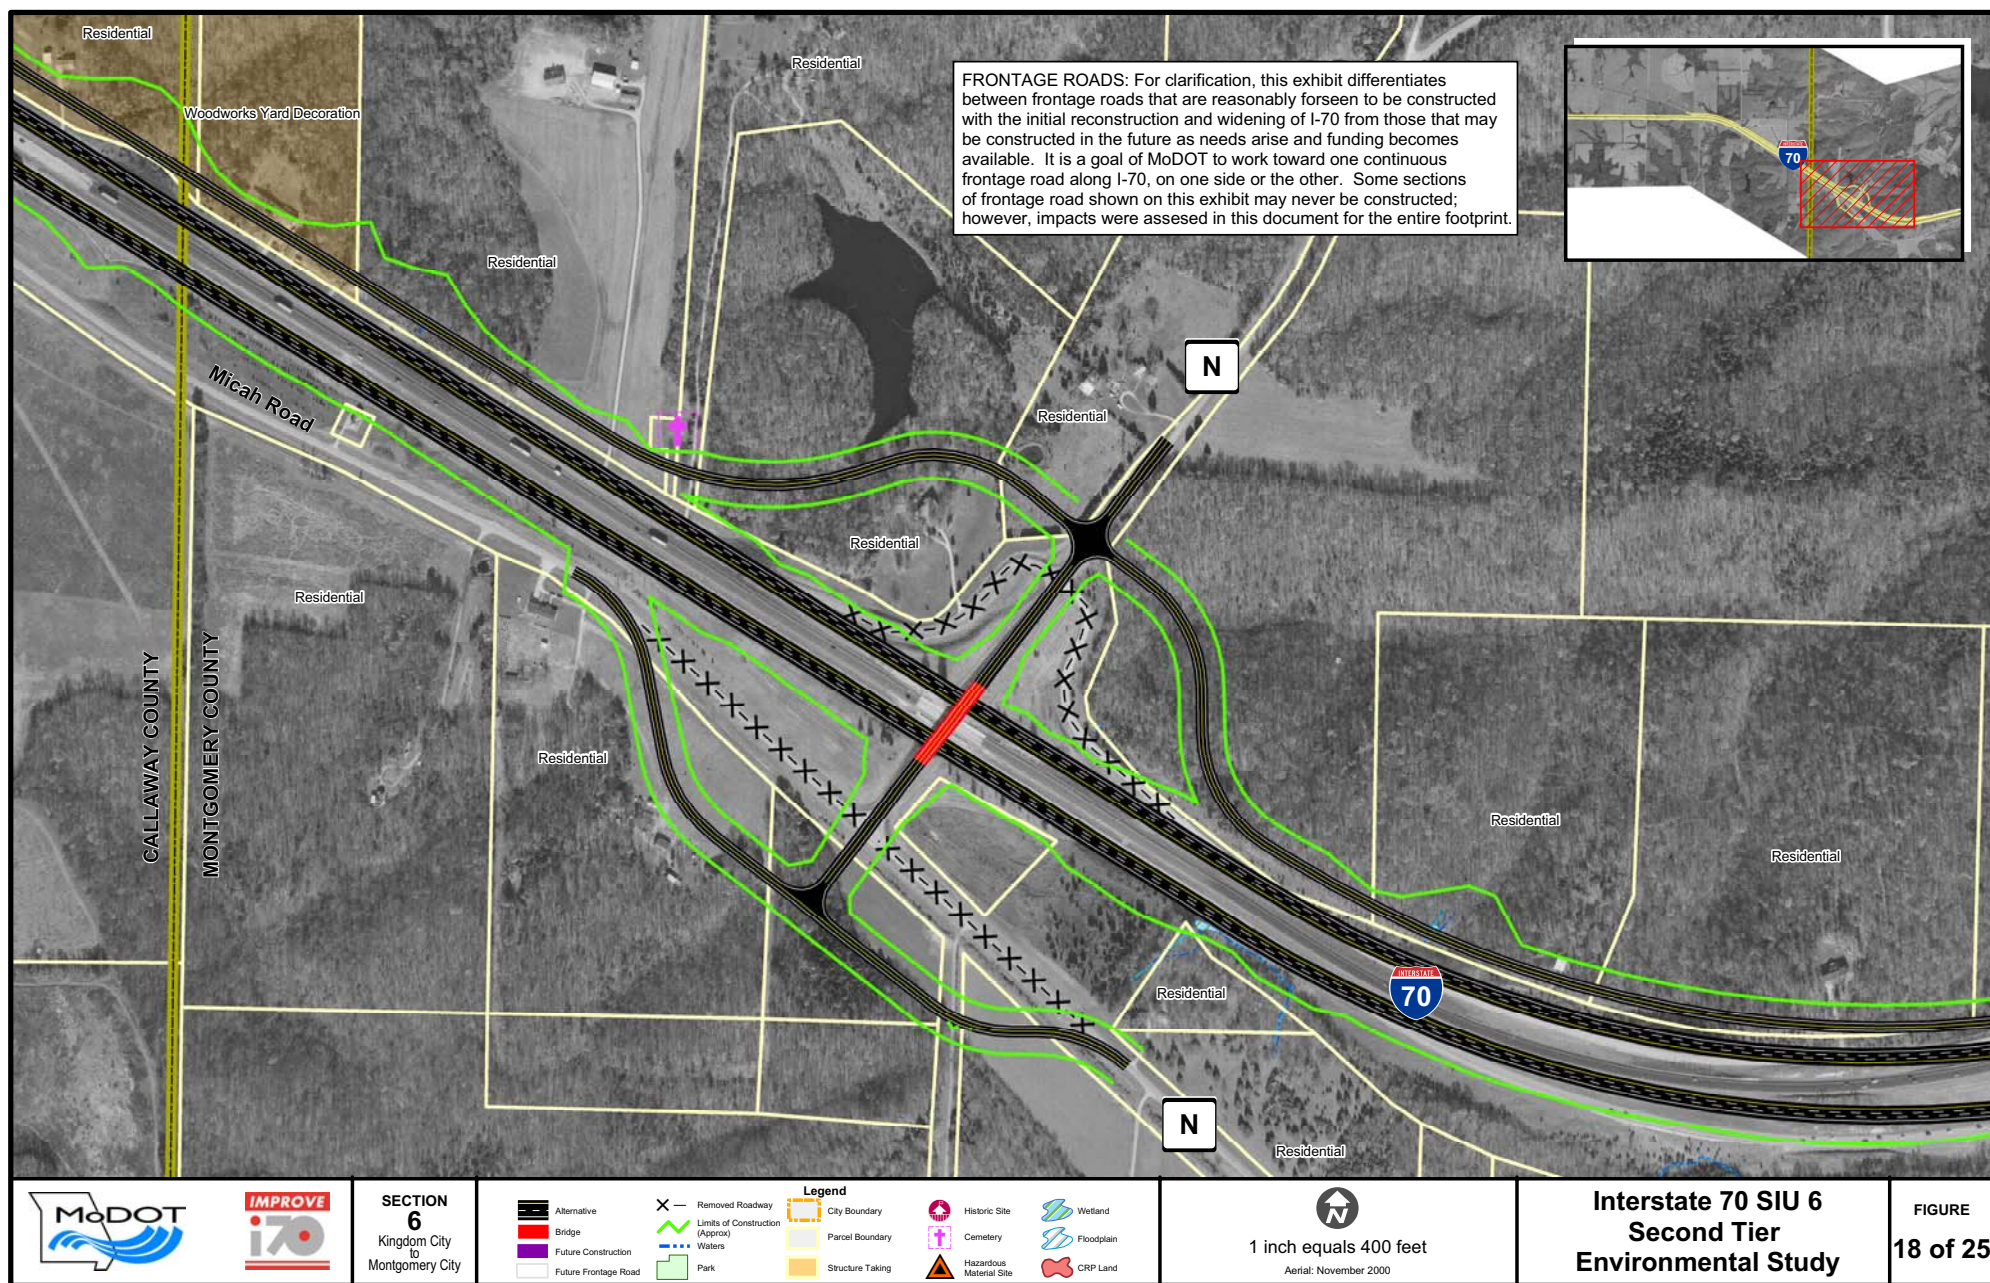 Residential
Woodworks Yard Decoration
Residential
Residential
FRONTAGE ROADS: For clarification, this exhibit differentiates
between frontage roads that are reasonably forseen to be constructed
with the initial reconstruction and widening of I-70 from those that may
be constructed in the future as needs arise and funding becomes
available. It is a goal of MoDOT to work toward one continuous
frontage road along I-70, on one side or the other. Some sections
of frontage road shown on this exhibit may never be constructed;
however, impacts were assesed in this document for the entire footprint.
INTERSTATE
70
N
Micah Road
Residential
Residential
Residential
CALLAWAY COUNTY
MONTGOMERY COUNTY
Residential
Residential
Residential
Residential
INTERSTATE
70
N
Residential
MoDOT
IMPROVE
i70
SECTION
6
Kingdom City
to
Montgomery City
Legend
Alternative
Bridge
Future Construction
Future Frontage Road
Removed Roadway
Limits of Construction
(Approx)
Waters
Park
City Boundary
Parcel Boundary
Structure Taking
Historic Site
Cemetery
Hazardous
Material Site
Wetland
Floodplain
CRP Land
N
1 inch equals 400 feet
Aerial: November 2000
Interstate 70 SIU 6
Second Tier
Environmental Study
FIGURE
18 of 25